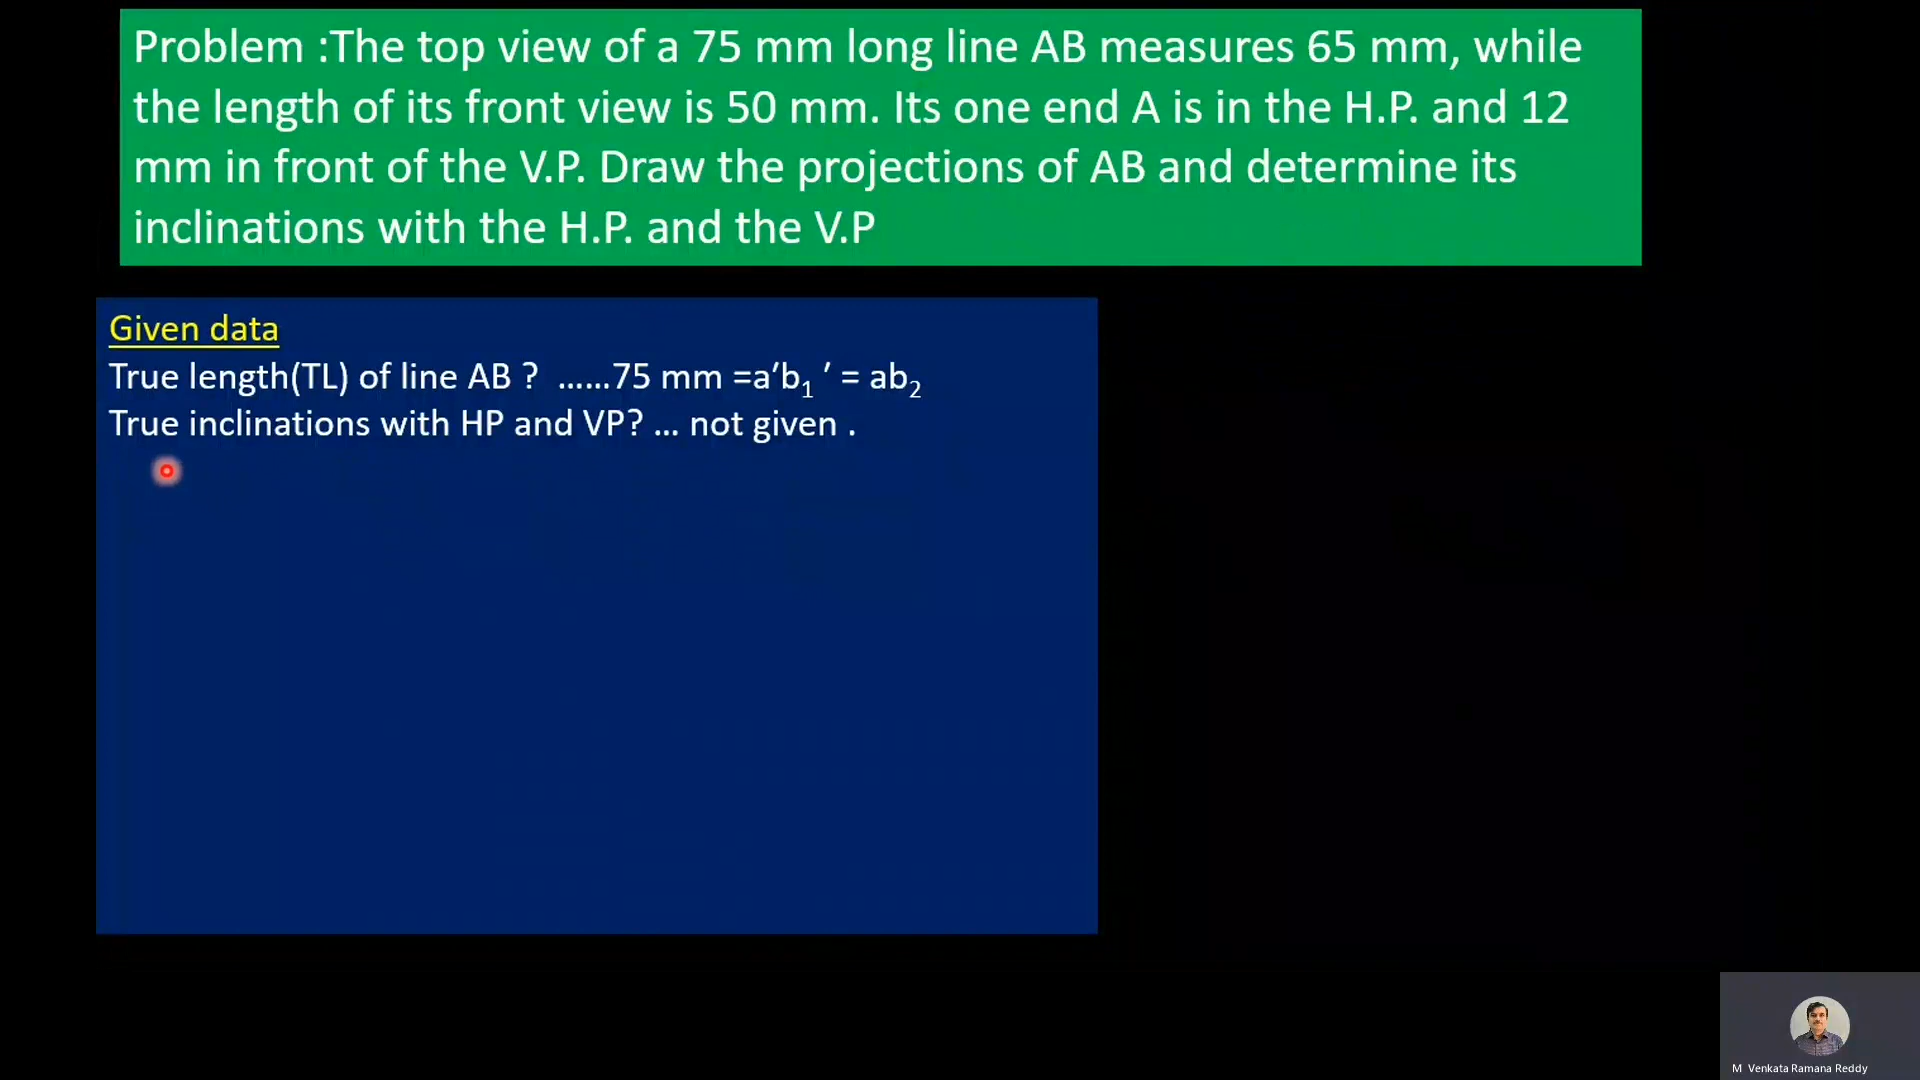 Problem :The top view of a 75 mm long line AB measures 65 mm, while
the length of its front view is 50 mm. Its one end A is in the H.P. and 12
mm in front of the V.P. Draw the projections of AB and determine its
inclinations with the H.P. and the V.P
Given data
True length(TL) of line AB ? ......75 mm =a′b₁ ′ = ab₂
True inclinations with HP and VP? ... not given .
M Venkata Ramana Reddy